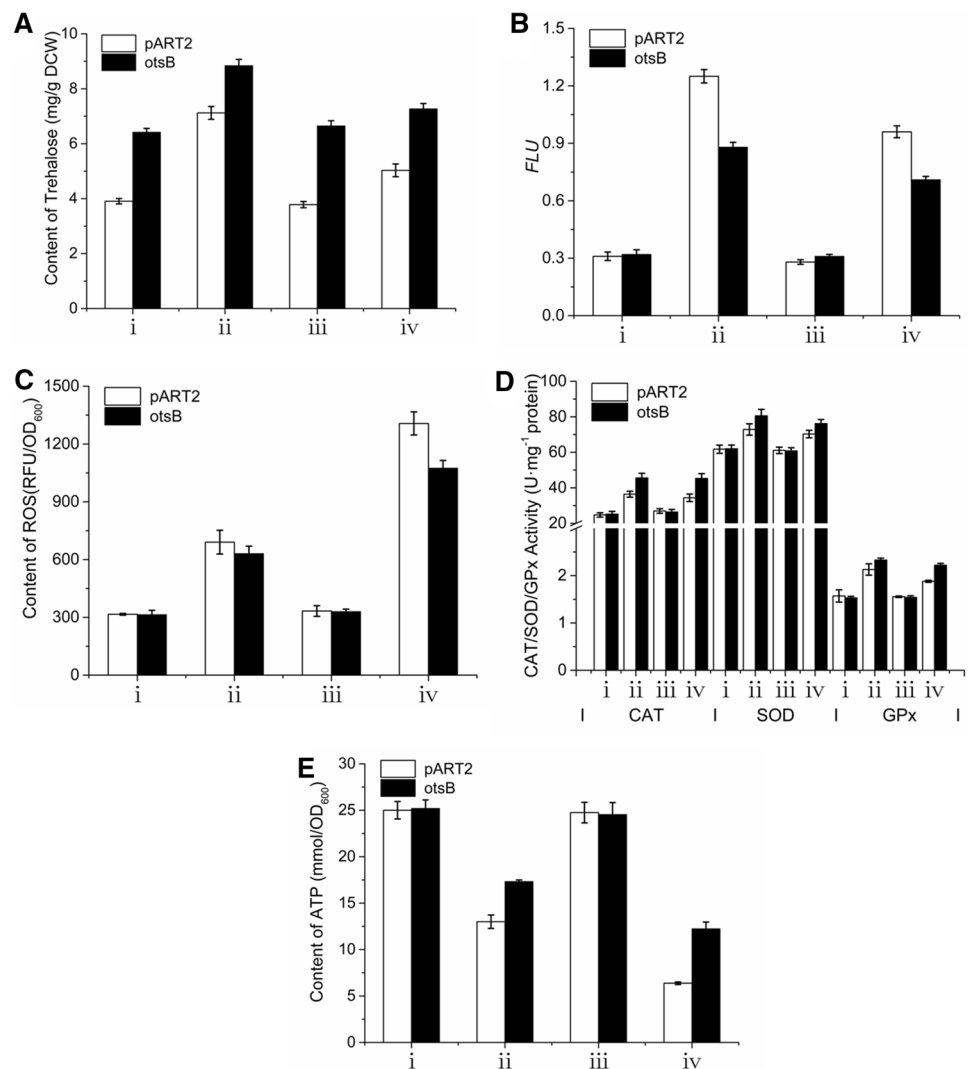 A
Content of Trehalose (mg/g DCW)
10
8
6
4
2
0
pART2
otsB
i ii iii iv
B
FLU
1.5
1.2
0.9
0.6
0.3
0.0
pART2
otsB
i ii iii iv
C
Content of ROS(RFU/OD600)
1500
1200
900
600
300
0
pART2
otsB
i ii iii iv
D
CAT/SOD/GPx Activity (U·mg-1 protein)
100
80
60
40
20
2
1
0
pART2
otsB
i ii iii iv i ii iii iv i ii iii iv
I CAT I SOD I GPx I
E
Content of ATP (mmol/OD600)
30
25
20
15
10
5
0
pART2
otsB
i ii iii iv